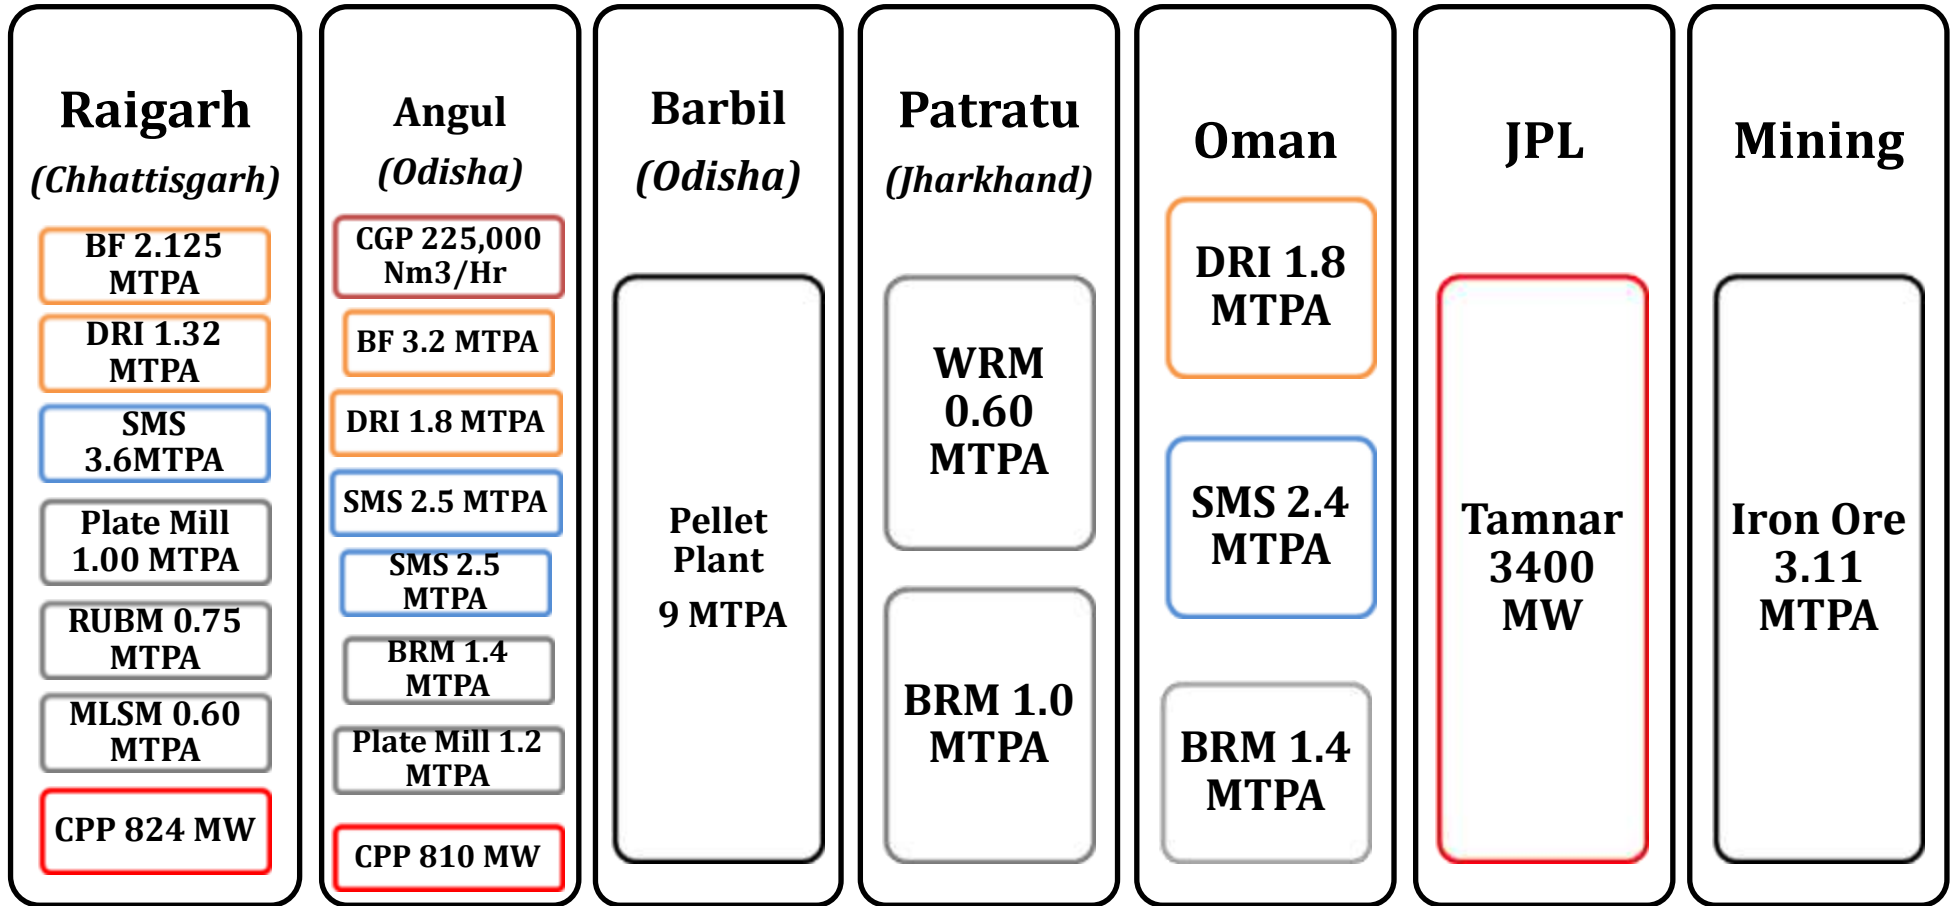 Raigarh
(Chhattisgarh)
BF 2.125
MTPA
DRI 1.32
MTPA
SMS
3.6MTPA
Plate Mill
1.00 MTPA
RUBM 0.75
MTPA
MLSM 0.60
MTPA
CPP 824 MW
Angul
(Odisha)
CGP 225,000
Nm3/Hr
BF 3.2 MTPA
DRI 1.8 MTPA
SMS 2.5 MTPA
SMS 2.5
MTPA
BRM 1.4
MTPA
Plate Mill 1.2
MTPA
CPP 810 MW
Barbil
(Odisha)
Pellet
Plant
9 MTPA
Patratu
(Jharkhand)
WRM
0.60
MTPA
BRM 1.0
MTPA
Oman
DRI 1.8
MTPA
SMS 2.4
MTPA
BRM 1.4
MTPA
JPL
Tamnar
3400
MW
Mining
Iron Ore
3.11
MTPA